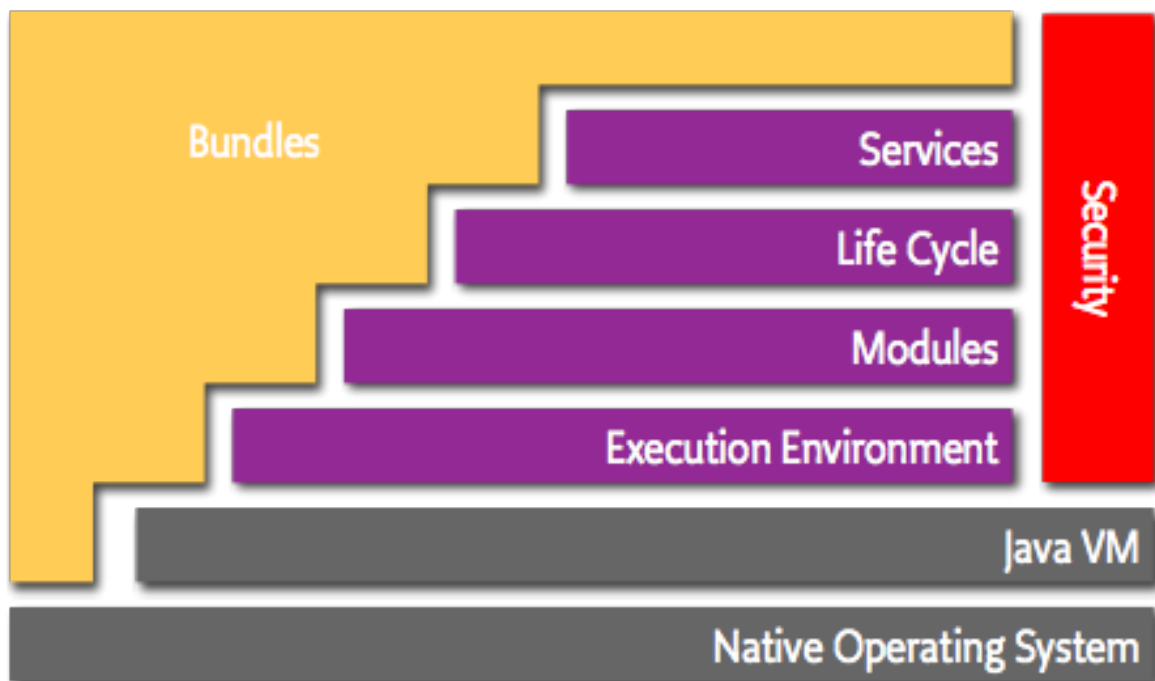 Bundles
Services
Life Cycle
Modules
Execution Environment
Security
Java VM
Native Operating System